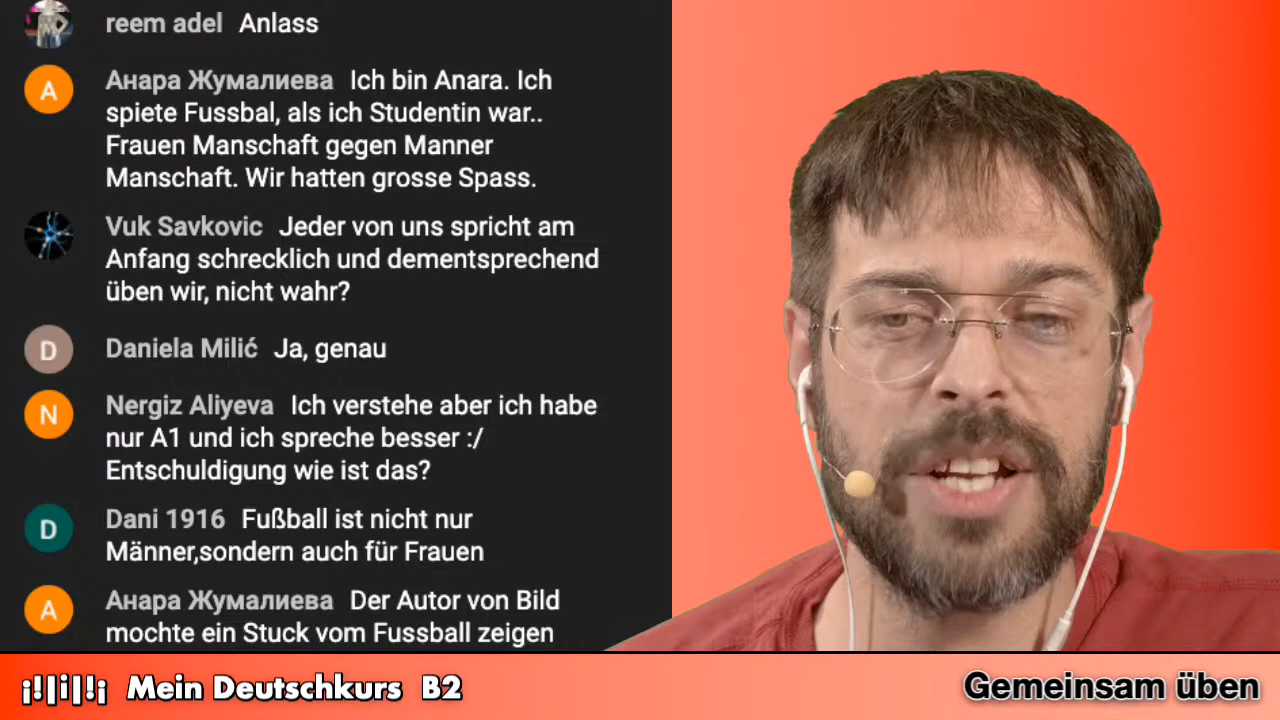 reem adel Anlass
A
Анара Жумалиева Ich bin Anara. Ich
spiete Fussbal, als ich Studentin war..
Frauen Manschaft gegen Manner
Manschaft. Wir hatten grosse Spass.
Vuk Savkovic Jeder von uns spricht am
Anfang schrecklich und dementsprechend
üben wir, nicht wahr?
D
Daniela Milić Ja, genau
N
Nergiz Aliyeva Ich verstehe aber ich habe
nur A1 und ich spreche besser :/
Entschuldigung wie ist das?
D
Dani 1916 Fußball ist nicht nur
Männer,sondern auch für Frauen
A
Анара Жумалиева Der Autor von Bild
mochte ein Stuck vom Fussball zeigen
Mein Deutschkurs B2
Gemeinsam üben